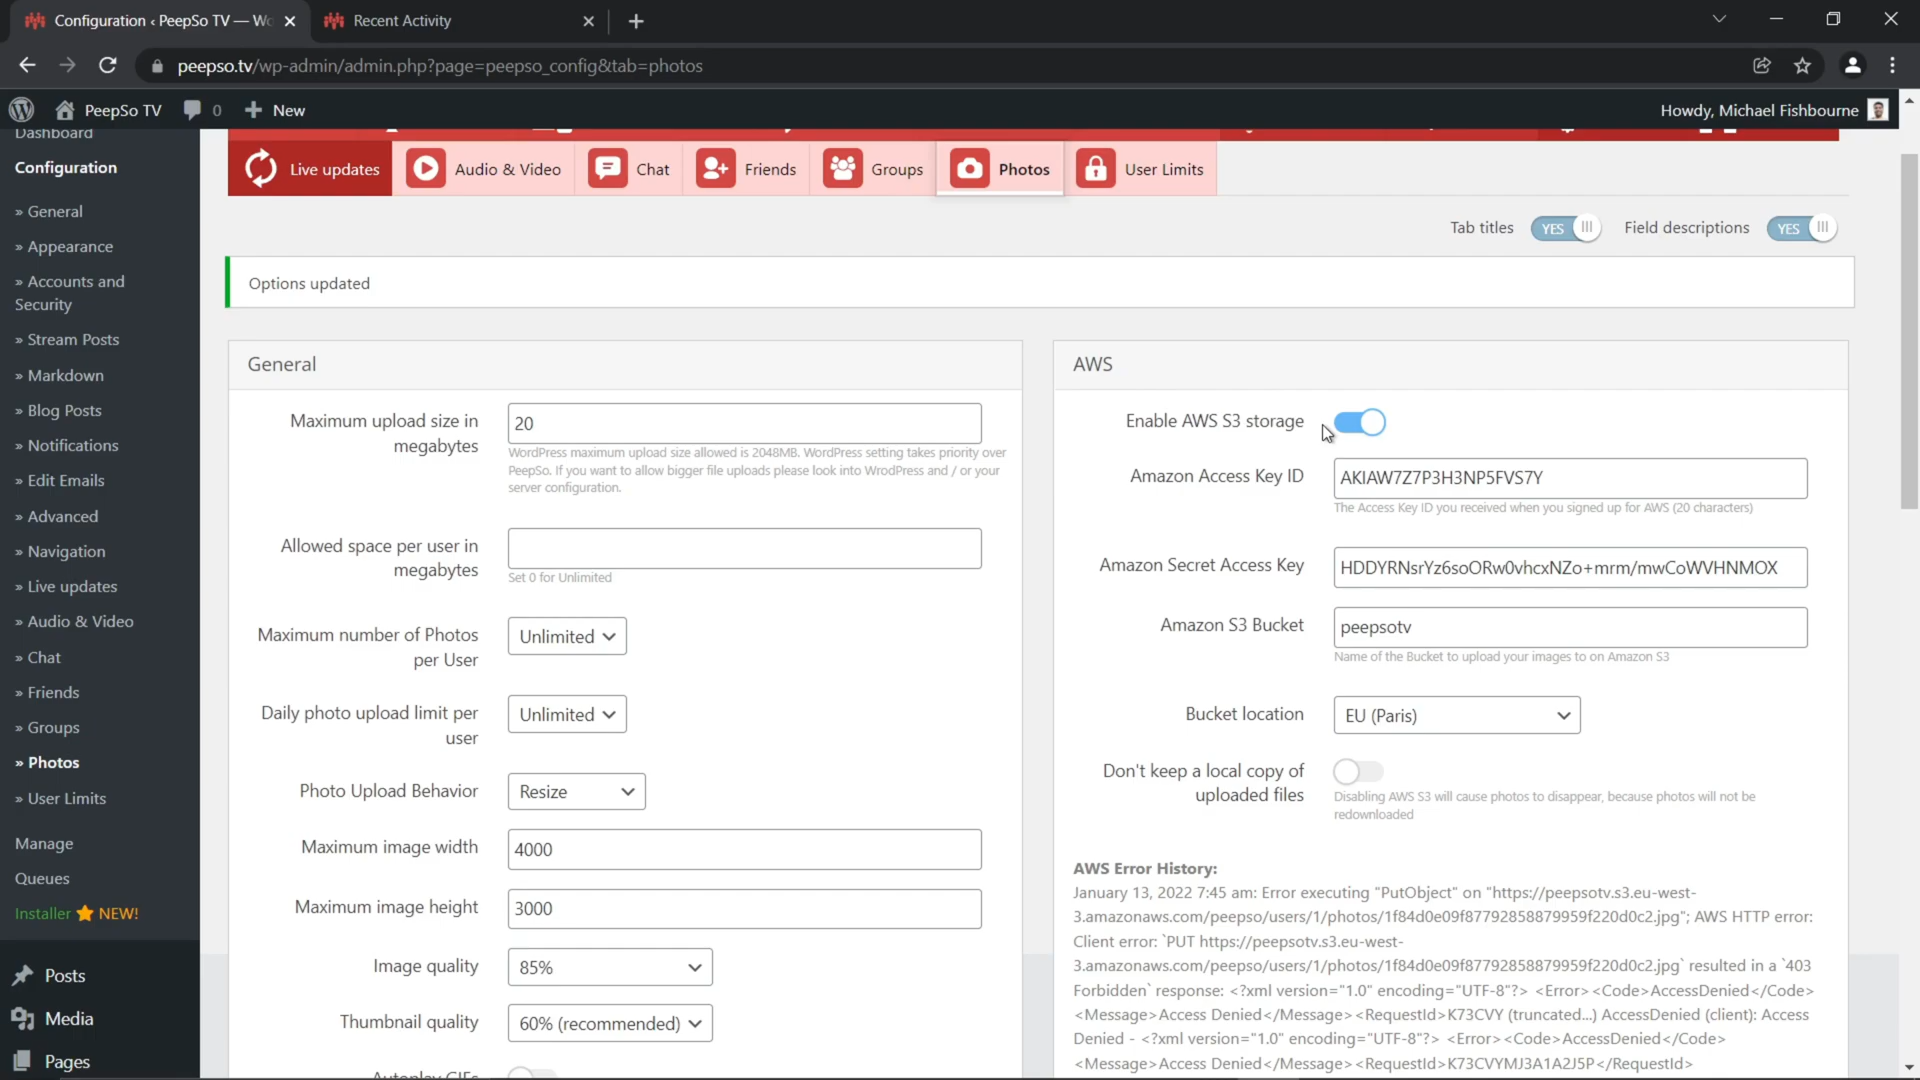 Configuration ‹ PeepSo TV — Wo
Recent Activity
peepso.tv/wp-admin/admin.php?page=peepso_config&tab=photos
PeepSo TV
0
New
Howdy, Michael Fishbourne
Dashboard
Configuration
» General
» Appearance
» Accounts and
Security
» Stream Posts
» Markdown
» Blog Posts
» Notifications
» Edit Emails
» Advanced
» Navigation
» Live updates
» Audio & Video
» Chat
» Friends
» Groups
» Photos
» User Limits
Manage
Queues
Installer NEW!
Posts
Media
Pages
Live updates
Audio & Video
Chat
Friends
Groups
Photos
User Limits
Tab titles YES
Field descriptions YES
Options updated
General
Maximum upload size in
megabytes
20
WordPress maximum upload size allowed is 2048MB. WordPress setting takes priority over
PeepSo. If you want to allow bigger file uploads please look into WrodPress and / or your
server configuration.
Allowed space per user in
megabytes
Set 0 for Unlimited
Maximum number of Photos
per User
Unlimited
Daily photo upload limit per
user
Unlimited
Photo Upload Behavior
Resize
Maximum image width
4000
Maximum image height
3000
Image quality
85%
Thumbnail quality
60% (recommended)
Autoplay GIFs
AWS
Enable AWS S3 storage
Amazon Access Key ID
AKIAW7Z7P3H3NP5FVS7Y
The Access Key ID you received when you signed up for AWS (20 characters)
Amazon Secret Access Key
HDDYRNsrYz6soORw0vhcxNZo+mrm/mwCoWVHNMOX
Amazon S3 Bucket
peepsotv
Name of the Bucket to upload your images to on Amazon S3
Bucket location
EU (Paris)
Don't keep a local copy of
uploaded files
Disabling AWS S3 will cause photos to disappear, because photos will not be
redownloaded
AWS Error History:
January 13, 2022 7:45 am: Error executing "PutObject" on "https://peepsotv.s3.eu-west-
3.amazonaws.com/peepso/users/1/photos/1f84d0e09f87792858879959f220d0c2.jpg"; AWS HTTP error:
Client error: `PUT https://peepsotv.s3.eu-west-
3.amazonaws.com/peepso/users/1/photos/1f84d0e09f87792858879959f220d0c2.jpg` resulted in a `403
Forbidden` response: <?xml version="1.0" encoding="UTF-8"?> <Error><Code>AccessDenied</Code>
<Message>Access Denied</Message><RequestId>K73CVY (truncated...) AccessDenied (client): Access
Denied - <?xml version="1.0" encoding="UTF-8"?> <Error><Code>AccessDenied</Code>
<Message>Access Denied</Message><RequestId>K73CVYMJ3A1A2J5P</RequestId>